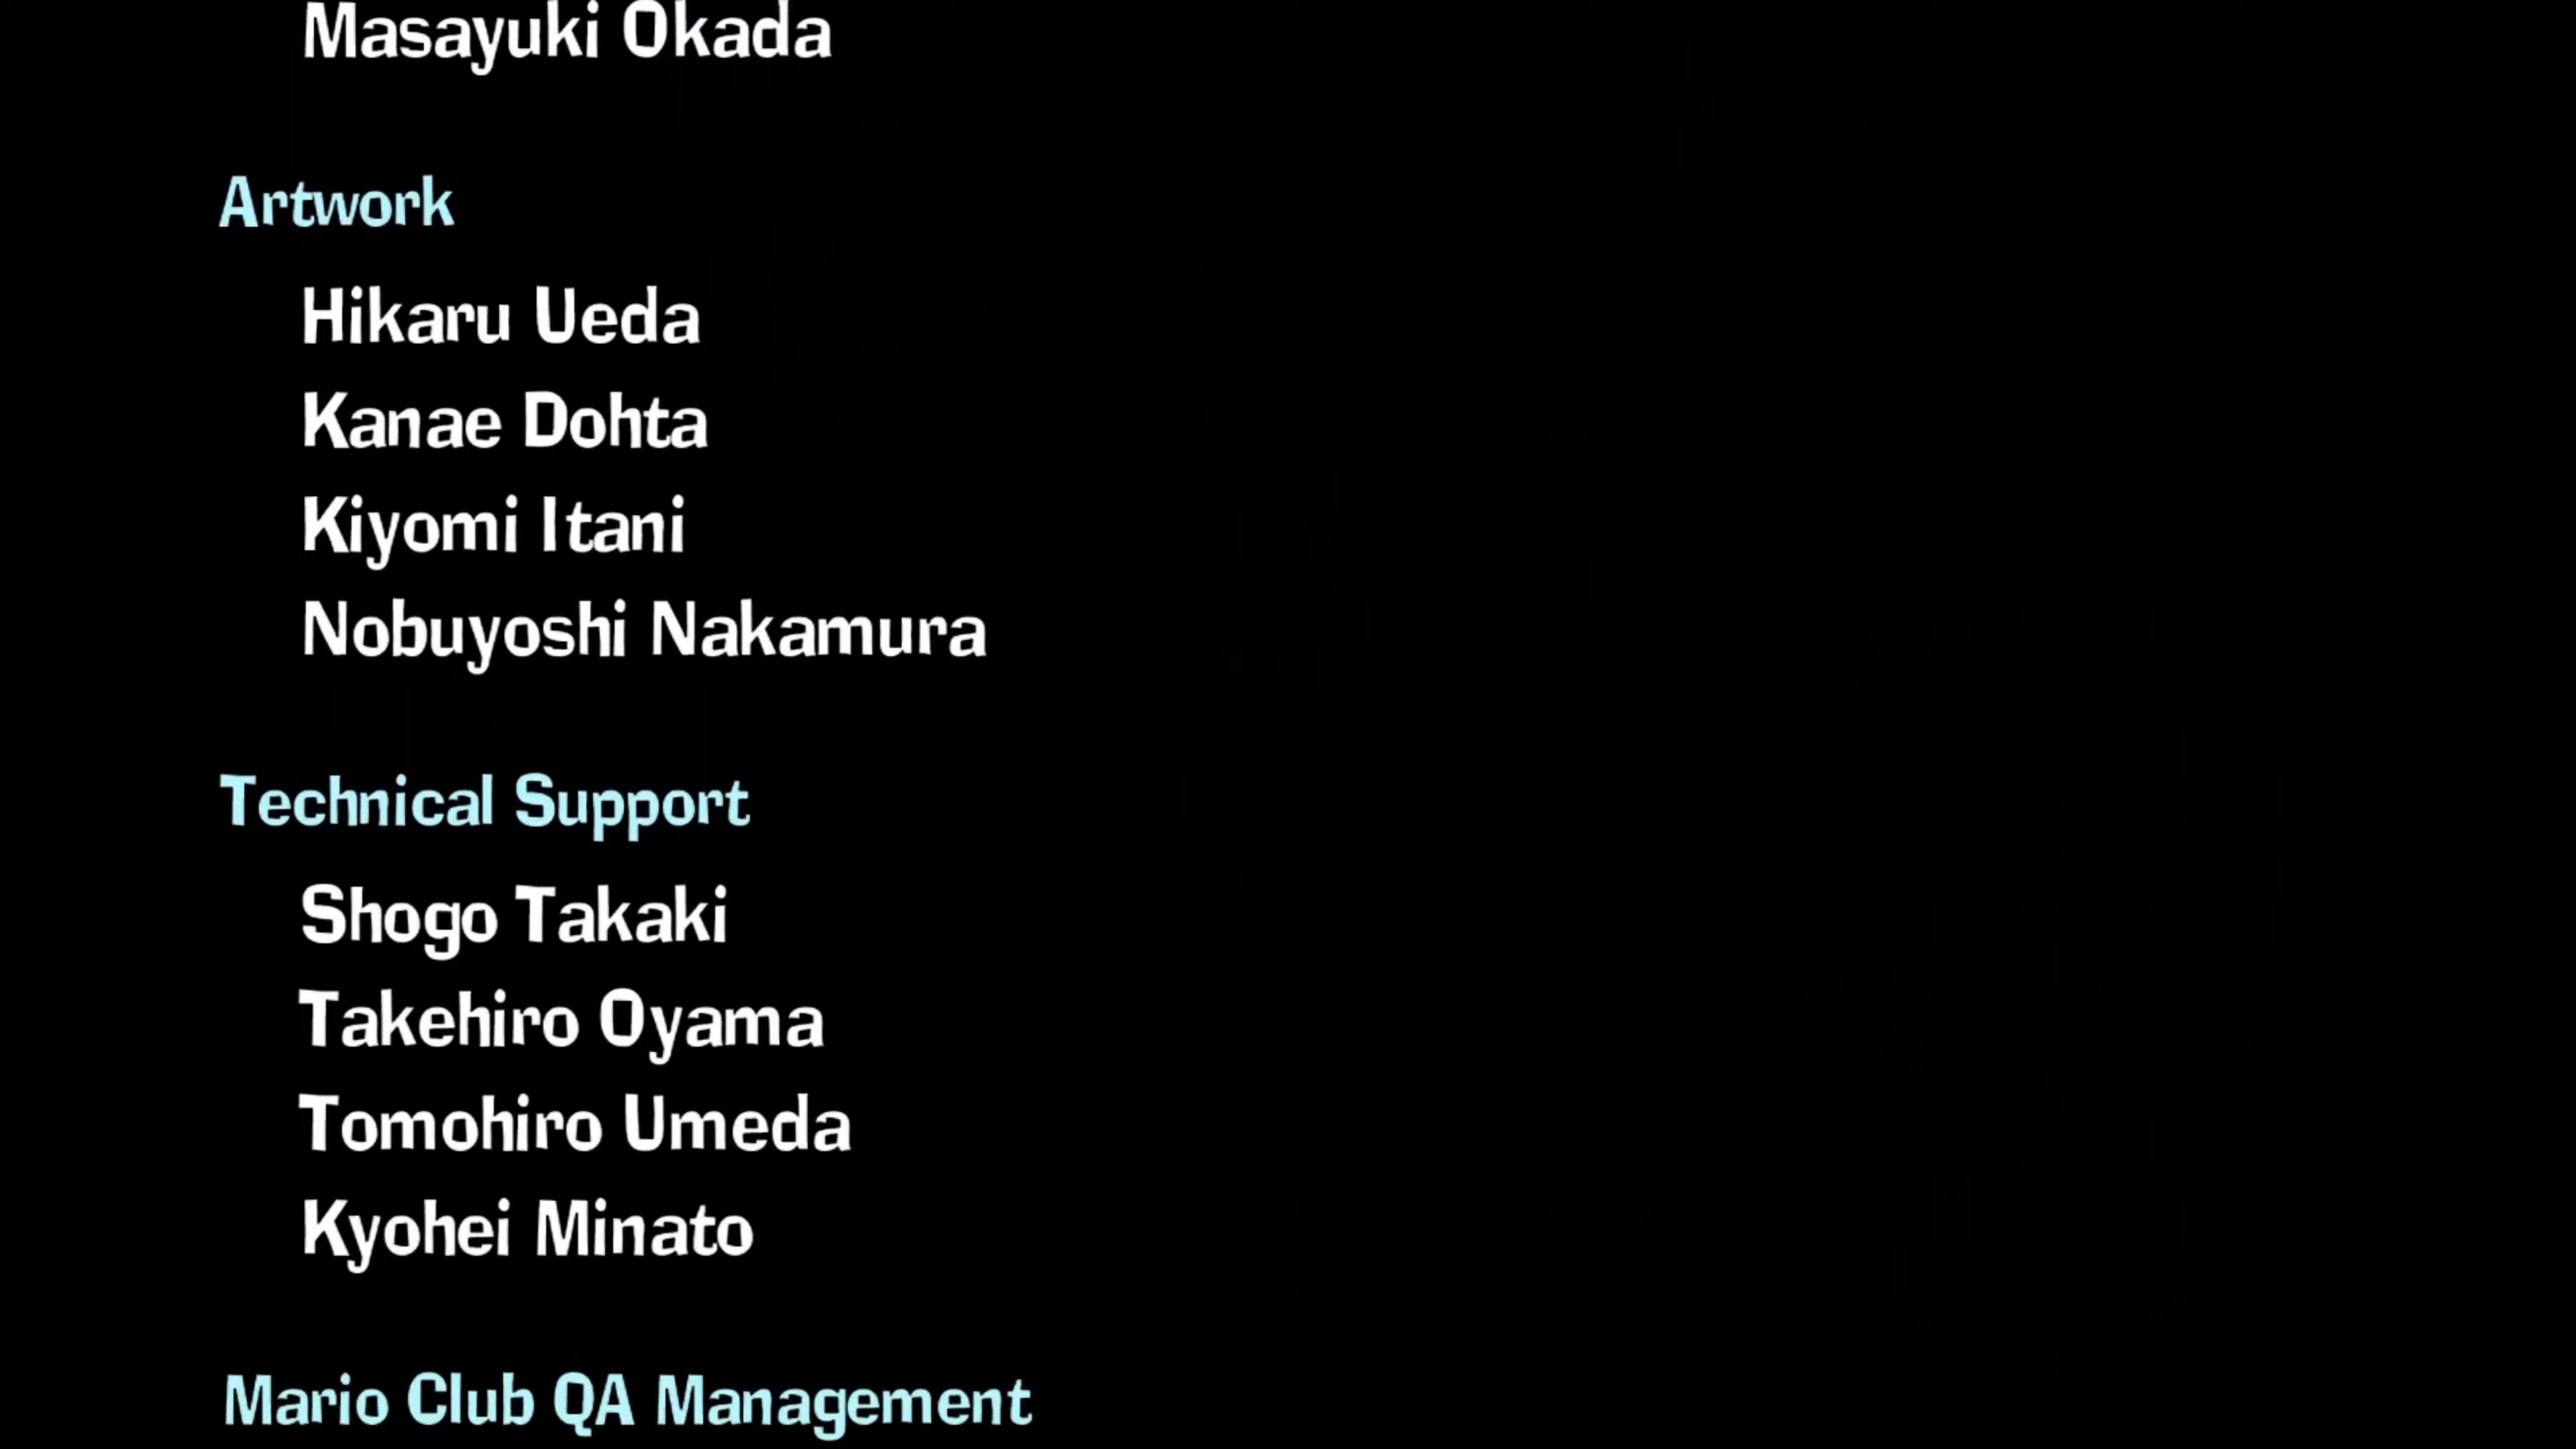 Masayuki Okada
Artwork
Hikaru Ueda
Kanae Dohta
Kiyomi Itani
Nobuyoshi Nakamura
Technical Support
Shogo Takaki
Takehiro Oyama
Tomohiro Umeda
Kyohei Minato
Mario Club QA Management